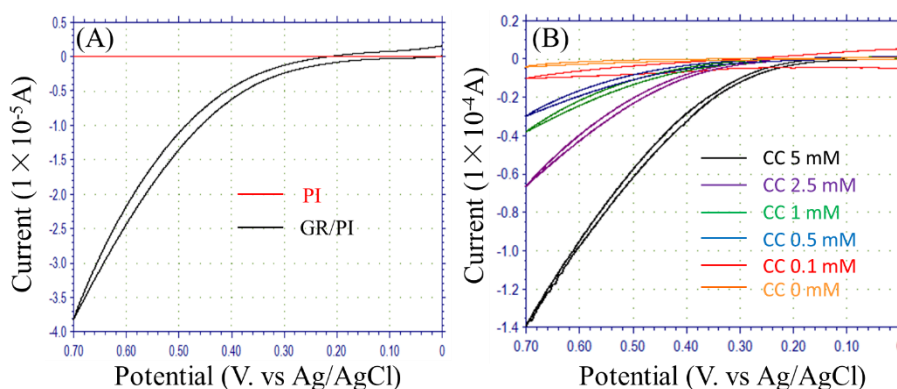 (A)
Current (1 × 10⁻⁵A)
0.5
0
-0.5
-1.0
-1.5
-2.0
-2.5
-3.0
-3.5
-4.0
PI
GR/PI
0.70 0.60 0.50 0.40 0.30 0.20 0.10 0
Potential (V. vs Ag/AgCl)
(B)
Current (1 × 10⁻⁴A)
0.2
0
-0.2
-0.4
-0.6
-0.8
-1.0
-1.2
-1.4
CC 5 mM
CC 2.5 mM
CC 1 mM
CC 0.5 mM
CC 0.1 mM
CC 0 mM
0.70 0.60 0.50 0.40 0.30 0.20 0.10
Potential (V. vs Ag/AgCl)